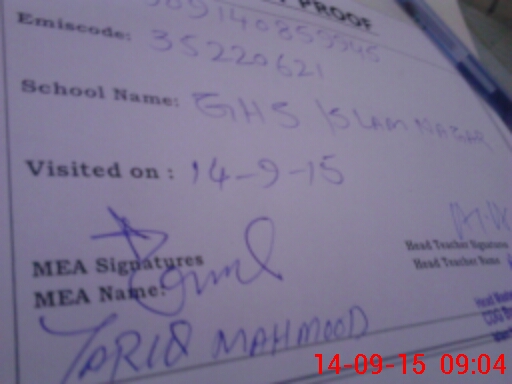 PROOF
Emiscode: 35220621
School Name: GHS ISLAM NAGAR
Visited on : 14-9-15
MEA Signatures
Head Teacher Signature
MEA Name:
Head Teacher Name
TARIQ MAHMOOD
14-09-15 09:04